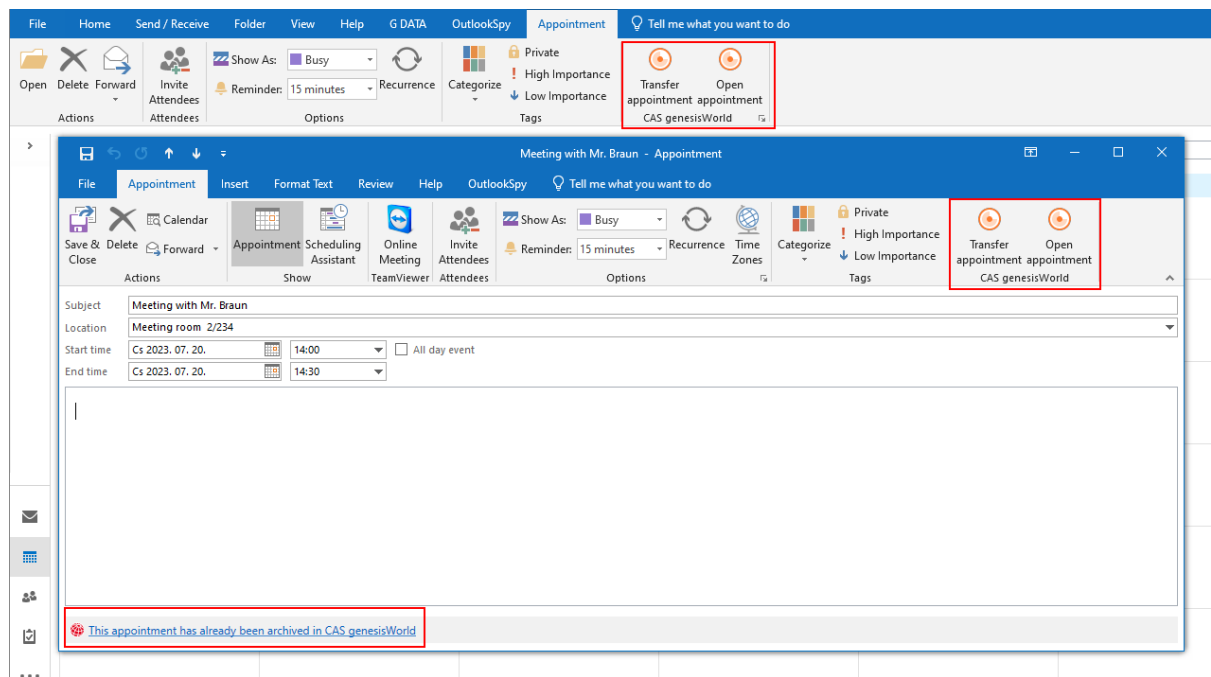 File Home Send / Receive Folder View Help G DATA OutlookSpy Appointment Tell me what you want to do
Open Delete Forward
Actions
Invite
Attendees
Attendees
Show As: Busy
Reminder: 15 minutes
Recurrence
Options
Categorize
Private
High Importance
Low Importance
Tags
Transfer
appointment
Open
appointment
CAS genesisWorld
Meeting with Mr. Braun - Appointment
File Appointment Insert Format Text Review Help OutlookSpy Tell me what you want to do
Save &
Close
Delete
Calendar
Forward
Actions
Appointment
Scheduling
Assistant
Show
Online
Meeting
TeamViewer
Invite
Attendees
Attendees
Show As: Busy
Reminder: 15 minutes
Recurrence
Time
Zones
Options
Categorize
Private
High Importance
Low Importance
Tags
Transfer
appointment
Open
appointment
CAS genesisWorld
Subject Meeting with Mr. Braun
Location Meeting room 2/234
Start time Cs 2023. 07. 20. 14:00 All day event
End time Cs 2023. 07. 20. 14:30
This appointment has already been archived in CAS genesisWorld